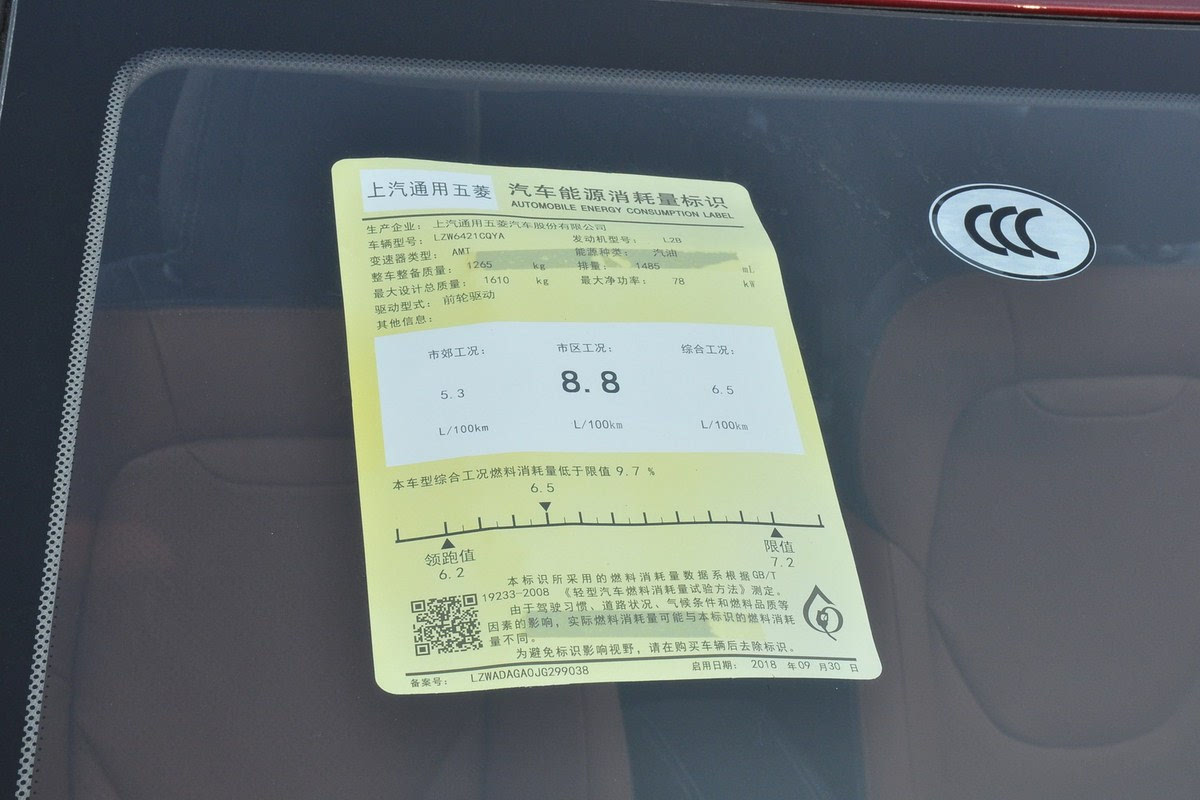 上汽通用五菱 汽车能源消耗量标识
AUTOMOBILE ENERGY CONSUMPTION LABEL
生产企业: 上汽通用五菱汽车股份有限公司
车辆型号: LZW6421CQYA 发动机型号: L2B
变速器类型: AMT 能源种类: 汽油
整车整备质量: 1265 kg 排量: 1485 mL
最大设计总质量: 1610 kg 最大净功率: 78 kW
驱动型式: 前轮驱动
其他信息:
市郊工况: 市区工况: 综合工况:
5.3 8.8 6.5
L/100km L/100km L/100km
本车型综合工况燃料消耗量低于限值 9.7 %
6.5
领跑值 限值
6.2 7.2
本标识所采用的燃料消耗量数据系根据GB/T
19233-2008 《轻型汽车燃料消耗量试验方法》测定。
由于驾驶习惯、道路状况、气候条件和燃料品质等
因素的影响，实际燃料消耗量可能与本标识的燃料消耗
量不同。
为避免标识影响视野，请在购买车辆后去除标识。
备案号: LZWADAGA0JG299038 启用日期: 2018 年09 月30 日
CCC